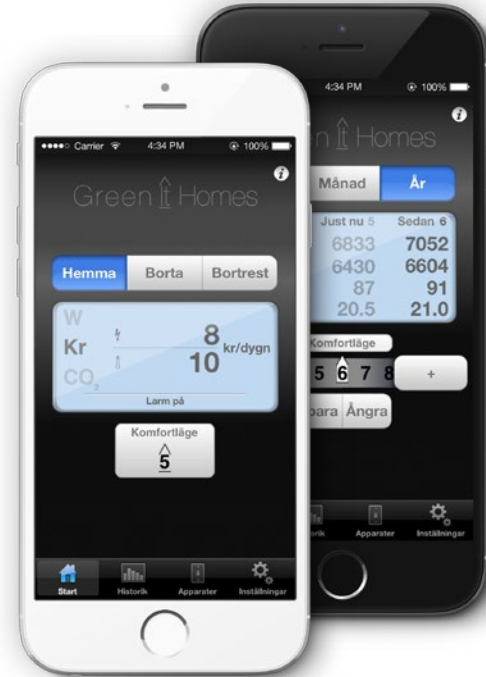 Carrier 4:34 PM 100%
Green It Homes
Hemma Borta Bortrest
W
Kr 8 kr/dygn
10
CO2
Larm på
Komfortläge
5
Start Historik Apparater Inställningar
4:34 PM 100%
Homes
Månad År
Just nu 5 Sedan 6
6833 7052
6430 6604
87 91
20.5 21.0
Komfortläge
5 6 7 8 +
Ångra
Apparater Inställningar